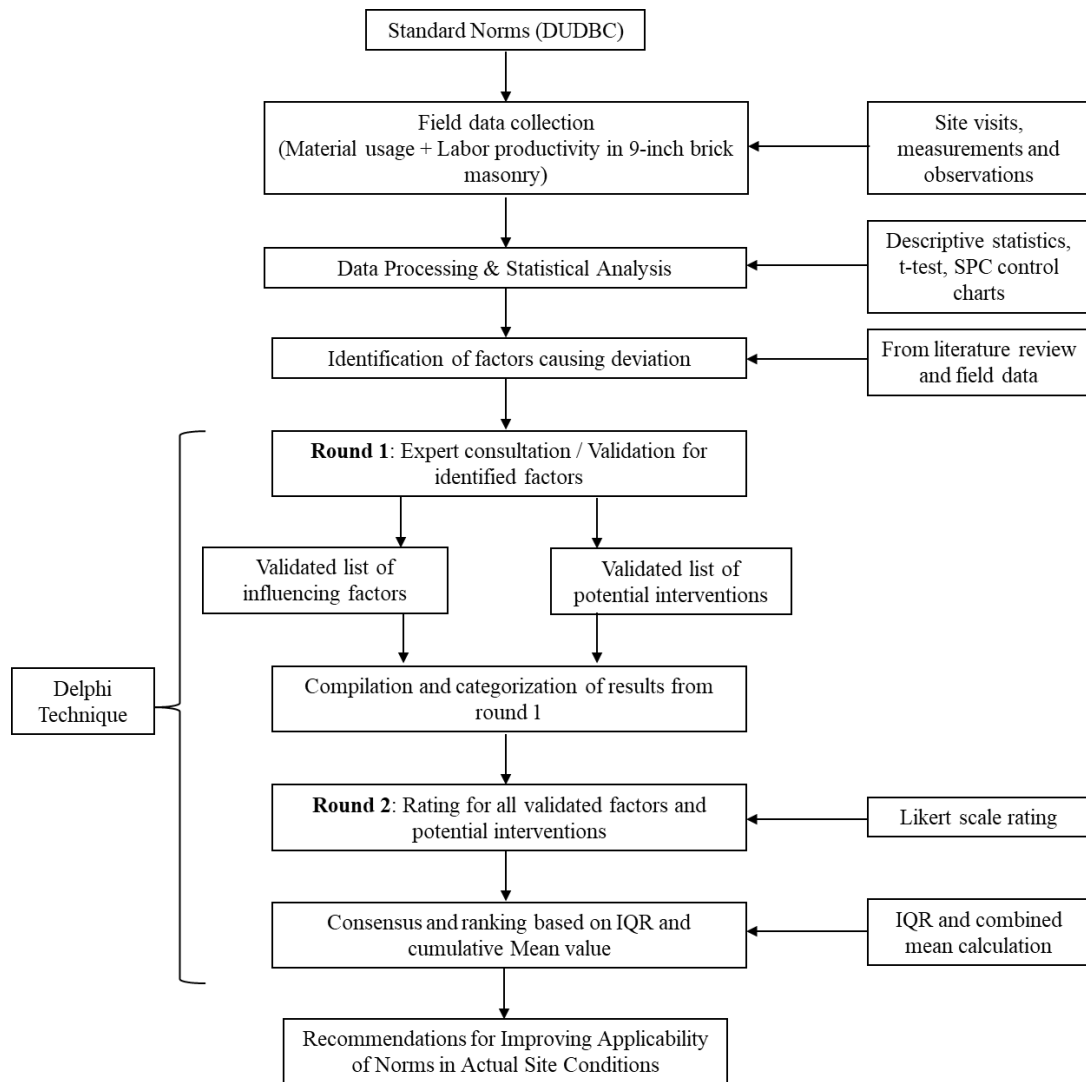 Standard Norms (DUDBC)
Field data collection
(Material usage + Labor productivity in 9-inch brick
masonry)
Site visits,
measurements and
observations
Data Processing & Statistical Analysis
Descriptive statistics,
t-test, SPC control
charts
Identification of factors causing deviation
From literature review
and field data
Round 1: Expert consultation / Validation for
identified factors
Validated list of
influencing factors
Validated list of
potential interventions
Delphi
Technique
Compilation and categorization of results from
round 1
Round 2: Rating for all validated factors and
potential interventions
Likert scale rating
Consensus and ranking based on IQR and
cumulative Mean value
IQR and combined
mean calculation
Recommendations for Improving Applicability
of Norms in Actual Site Conditions